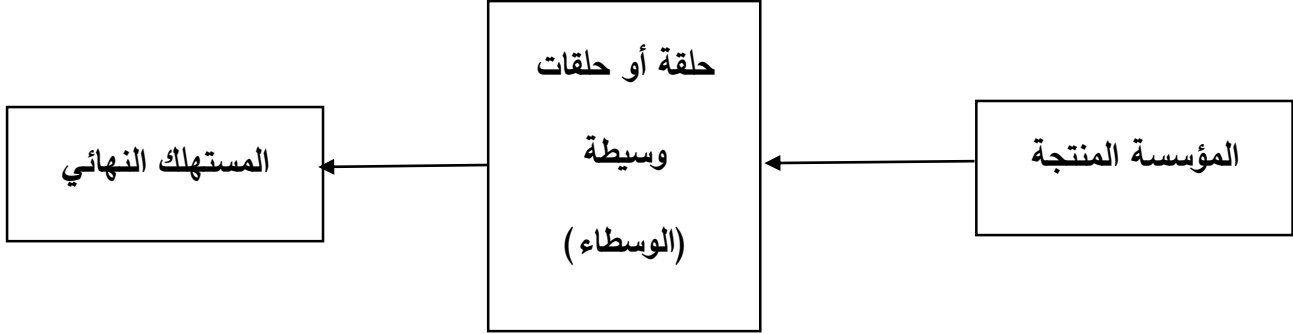 المؤسسة المنتجة
حلقة أو حلقات
وسيطة
(الوسطاء)
المستهلك النهائي